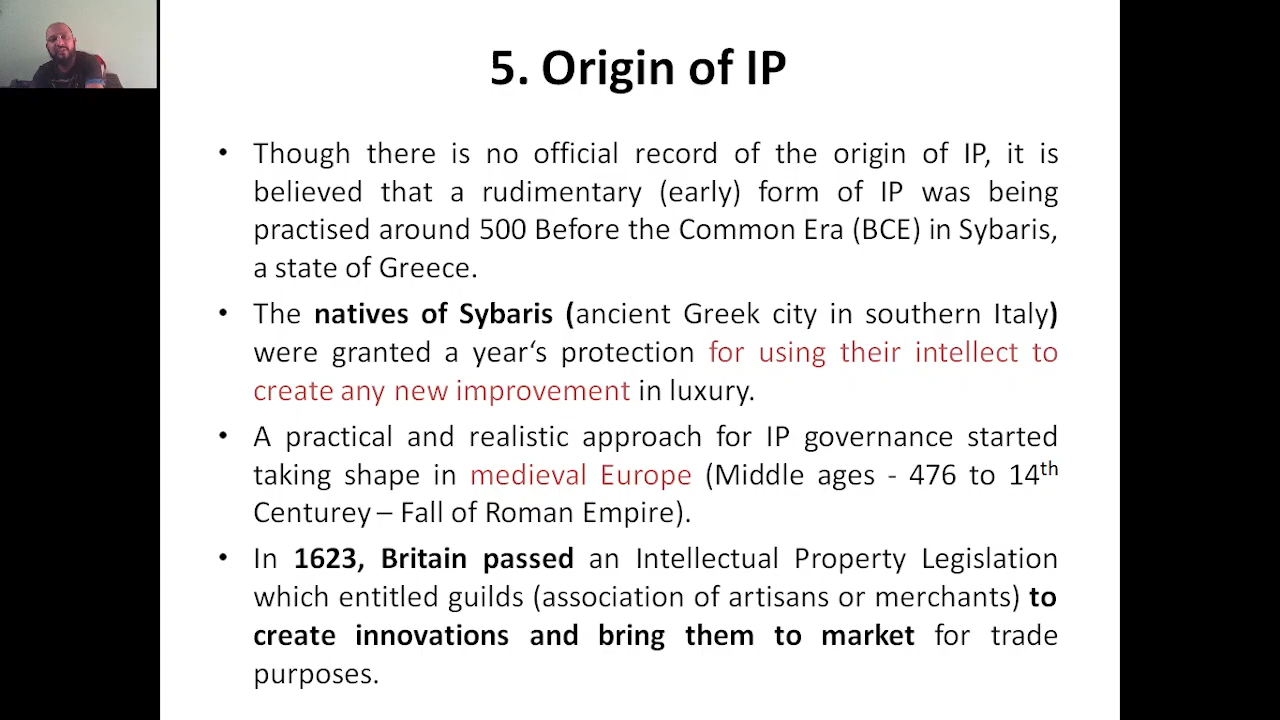 5. Origin of IP
• Though there is no official record of the origin of IP, it is
believed that a rudimentary (early) form of IP was being
practised around 500 Before the Common Era (BCE) in Sybaris,
a state of Greece.
• The natives of Sybaris (ancient Greek city in southern Italy)
were granted a year‘s protection for using their intellect to
create any new improvement in luxury.
• A practical and realistic approach for IP governance started
taking shape in medieval Europe (Middle ages - 476 to 14th
Centurey – Fall of Roman Empire).
• In 1623, Britain passed an Intellectual Property Legislation
which entitled guilds (association of artisans or merchants) to
create innovations and bring them to market for trade
purposes.